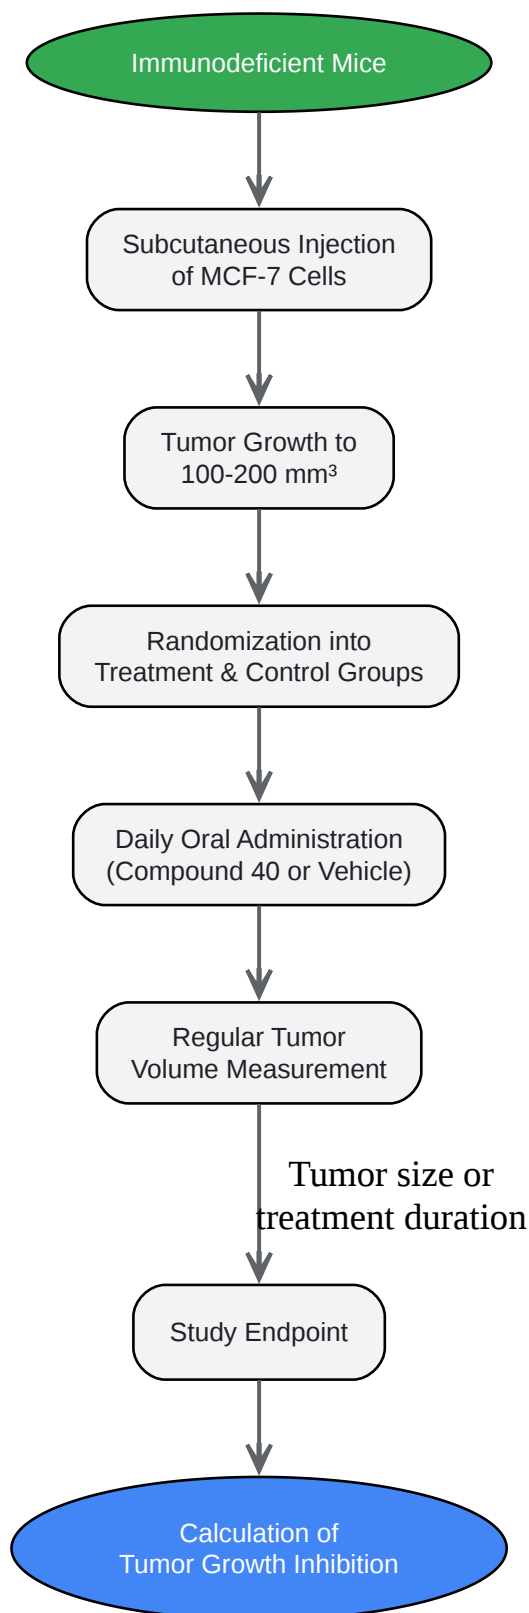 Immunodeficient Mice
Subcutaneous Injection
of MCF-7 Cells
Tumor Growth to
100-200 mm³
Randomization into
Treatment & Control Groups
Daily Oral Administration
(Compound 40 or Vehicle)
Regular Tumor
Volume Measurement
Tumor size or
treatment duration
Study Endpoint
Calculation of
Tumor Growth Inhibition